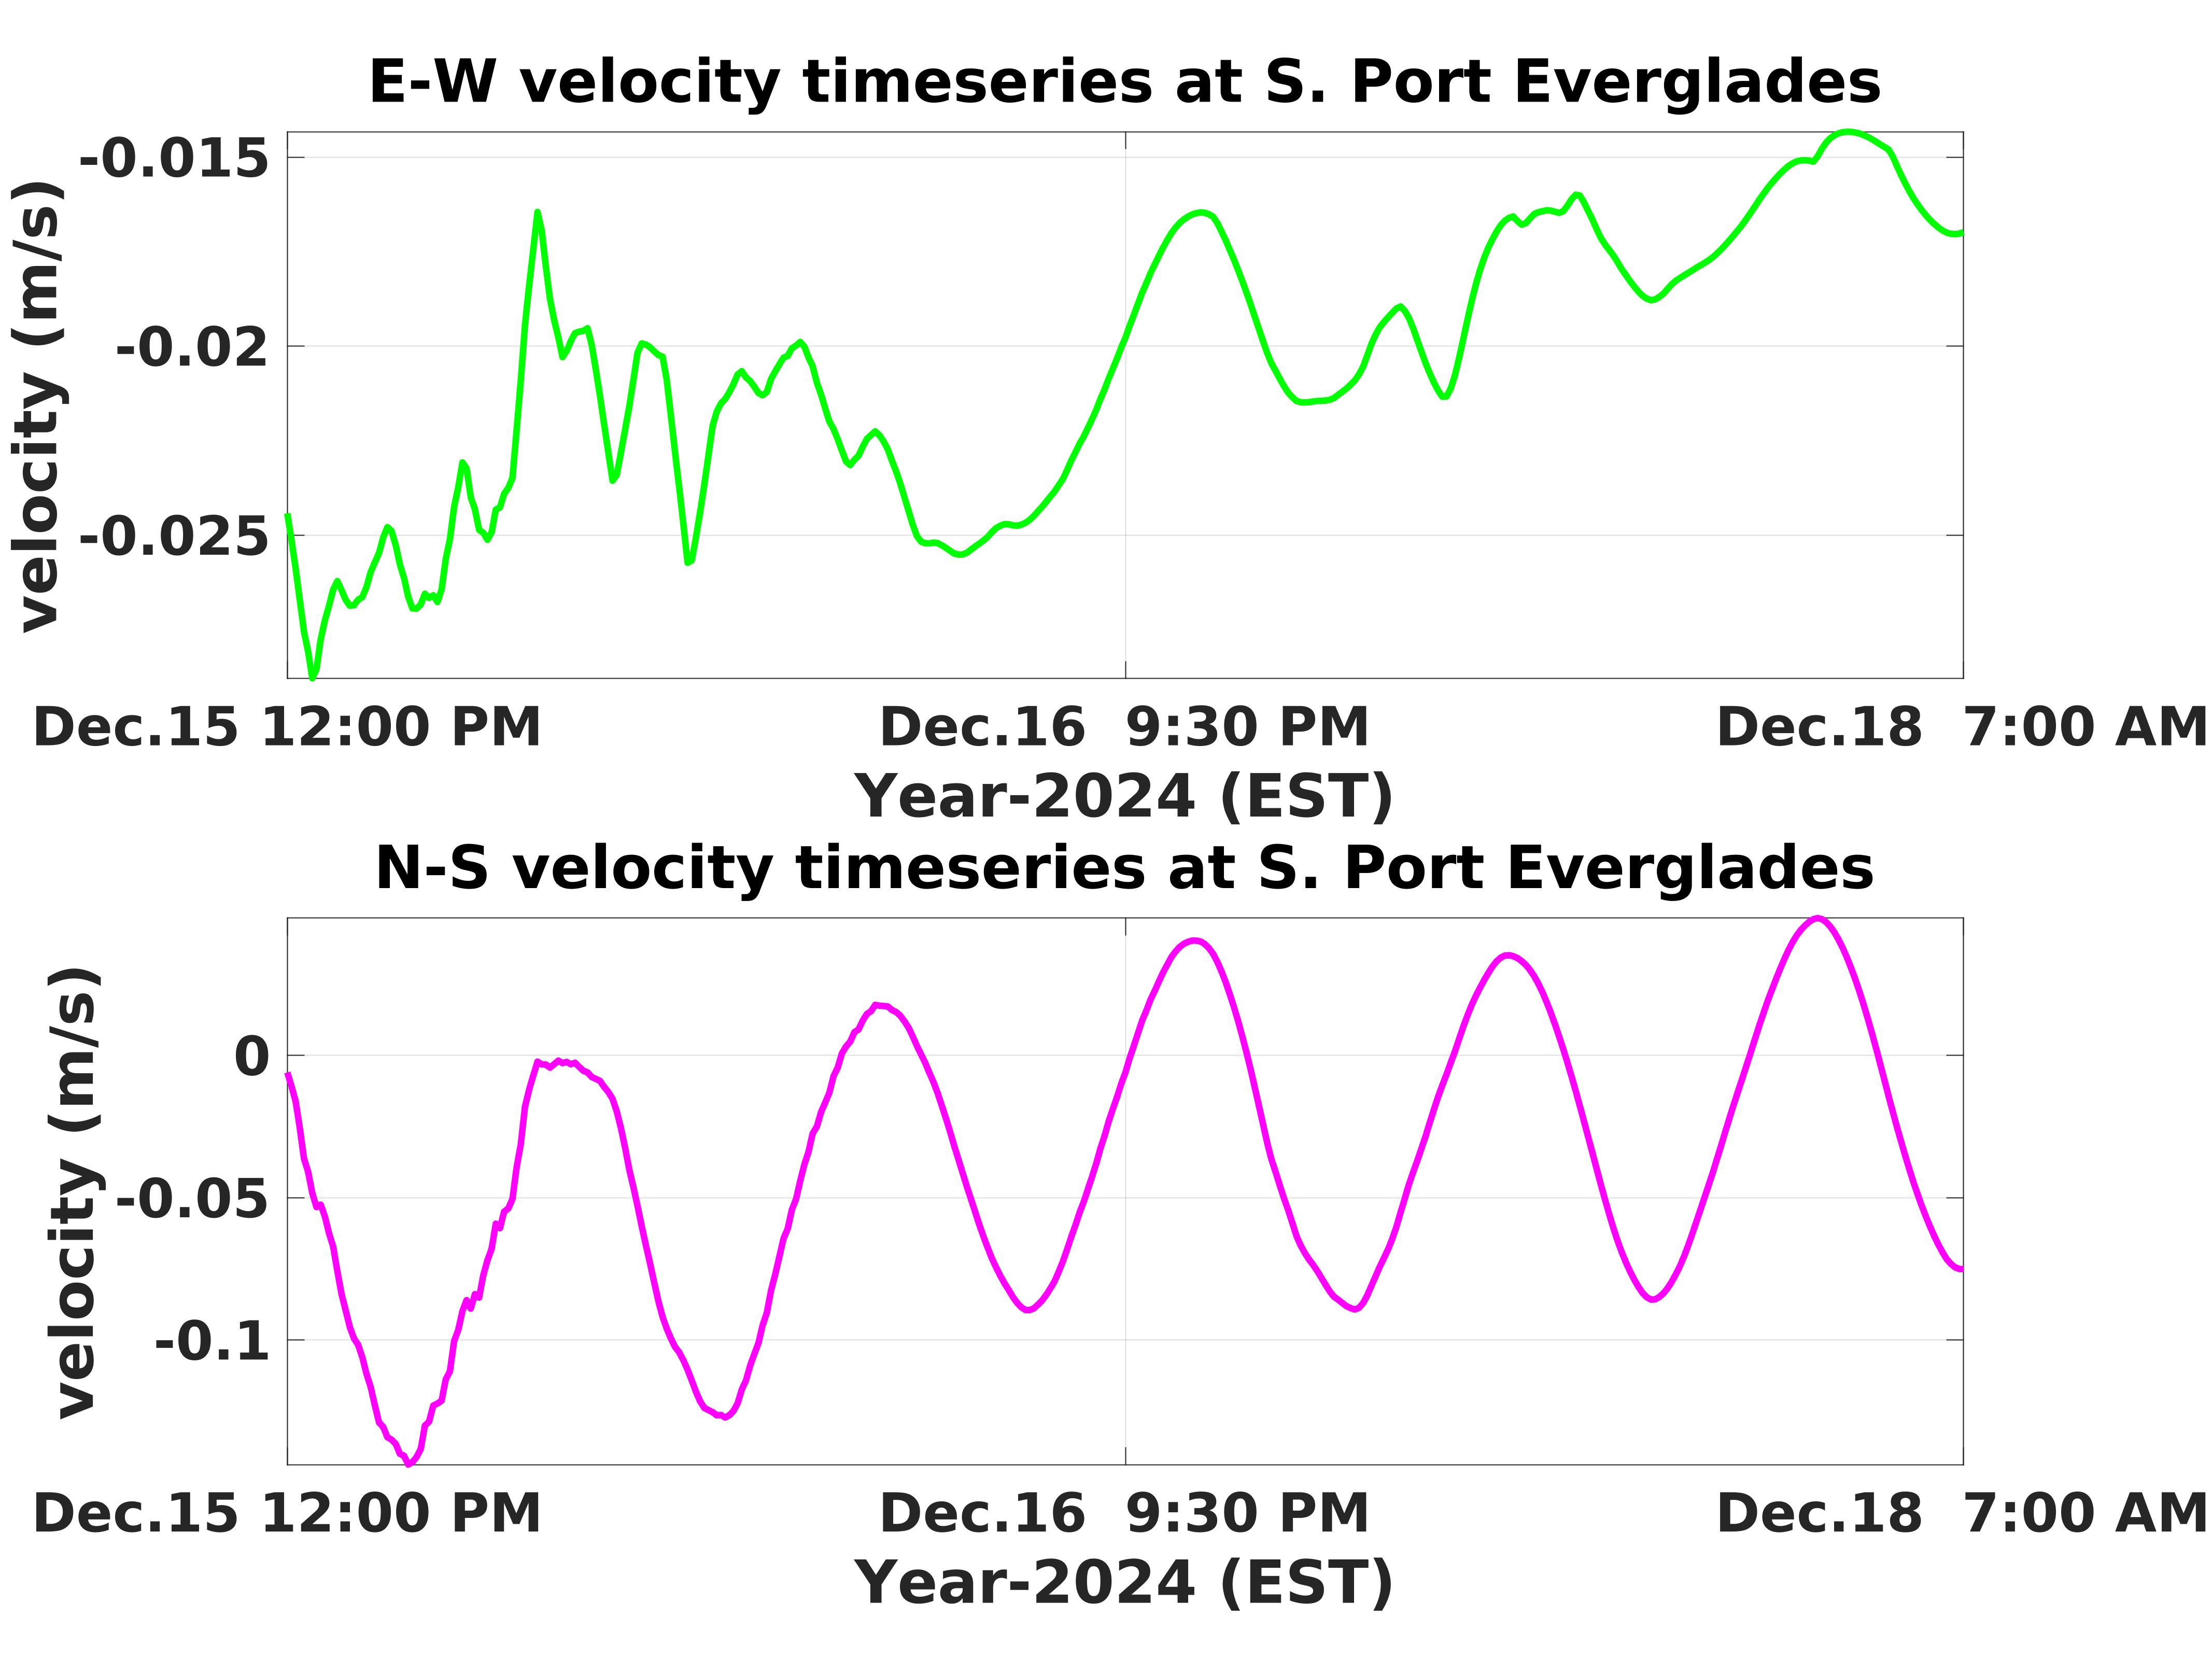 E-W velocity timeseries at S. Port Everglades
velocity (m/s)
-0.015
-0.02
-0.025
Dec.15 12:00 PM
Dec.16  9:30 PM
Dec.18  7:00 AM
Year-2024 (EST)
N-S velocity timeseries at S. Port Everglades
velocity (m/s)
0
-0.05
-0.1
Dec.15 12:00 PM
Dec.16  9:30 PM
Dec.18  7:00 AM
Year-2024 (EST)